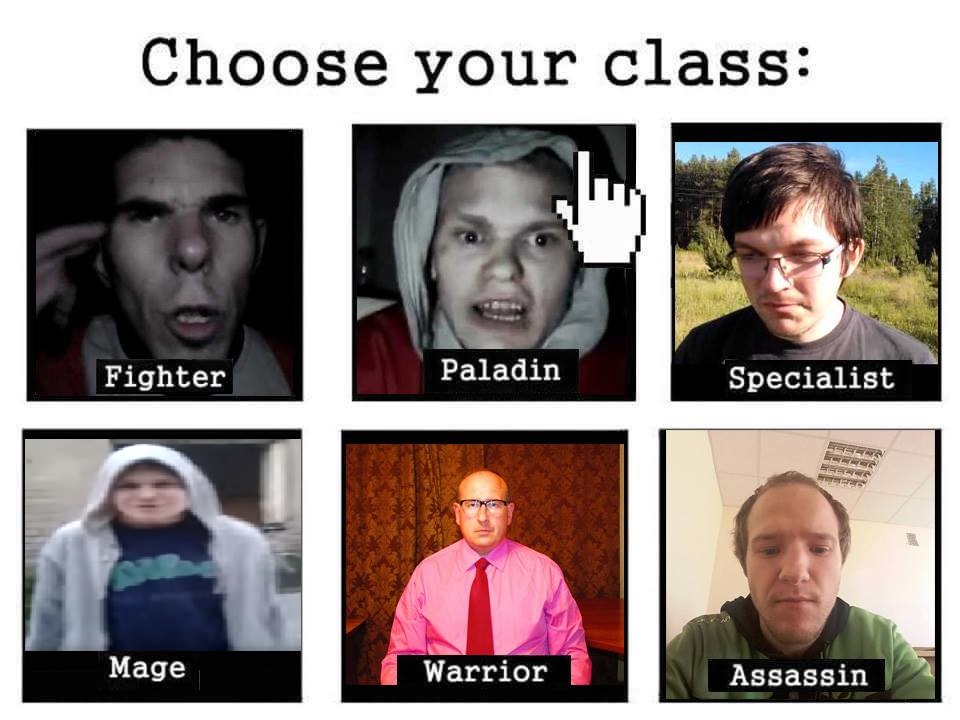 Choose your class:
Fighter
Paladin
Specialist
Mage
Warrior
Assassin